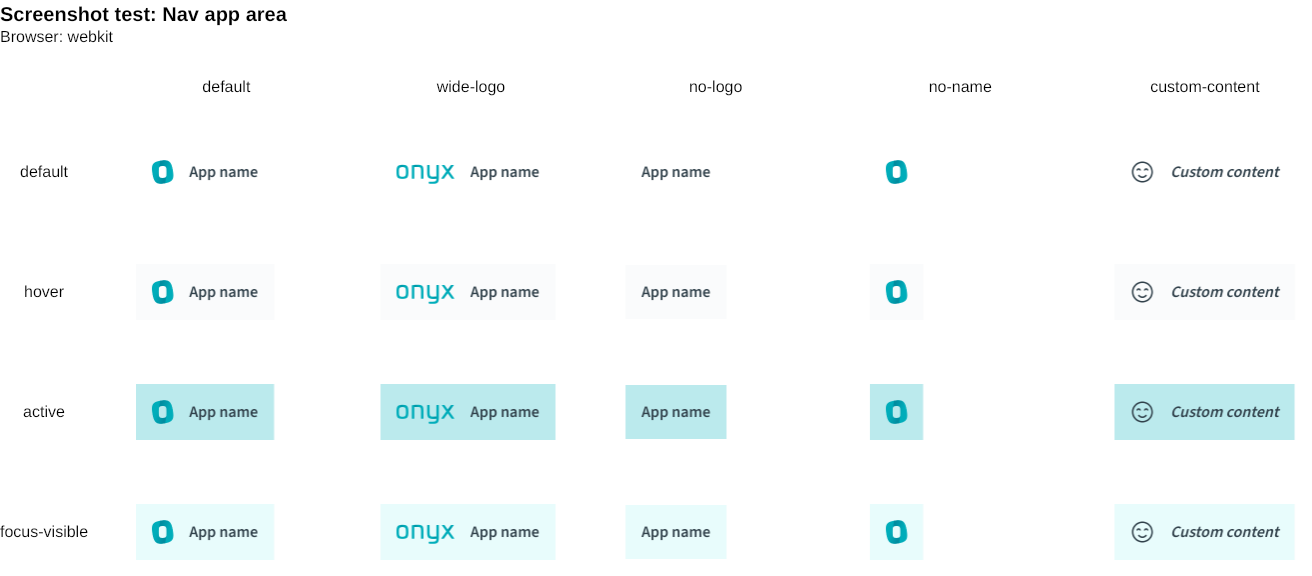 Screenshot test: Nav app area
Browser: webkit
default wide-logo no-logo no-name custom-content
default App name onyx App name App name Custom content
hover App name onyx App name App name Custom content
active App name onyx App name App name Custom content
focus-visible App name onyx App name App name Custom content